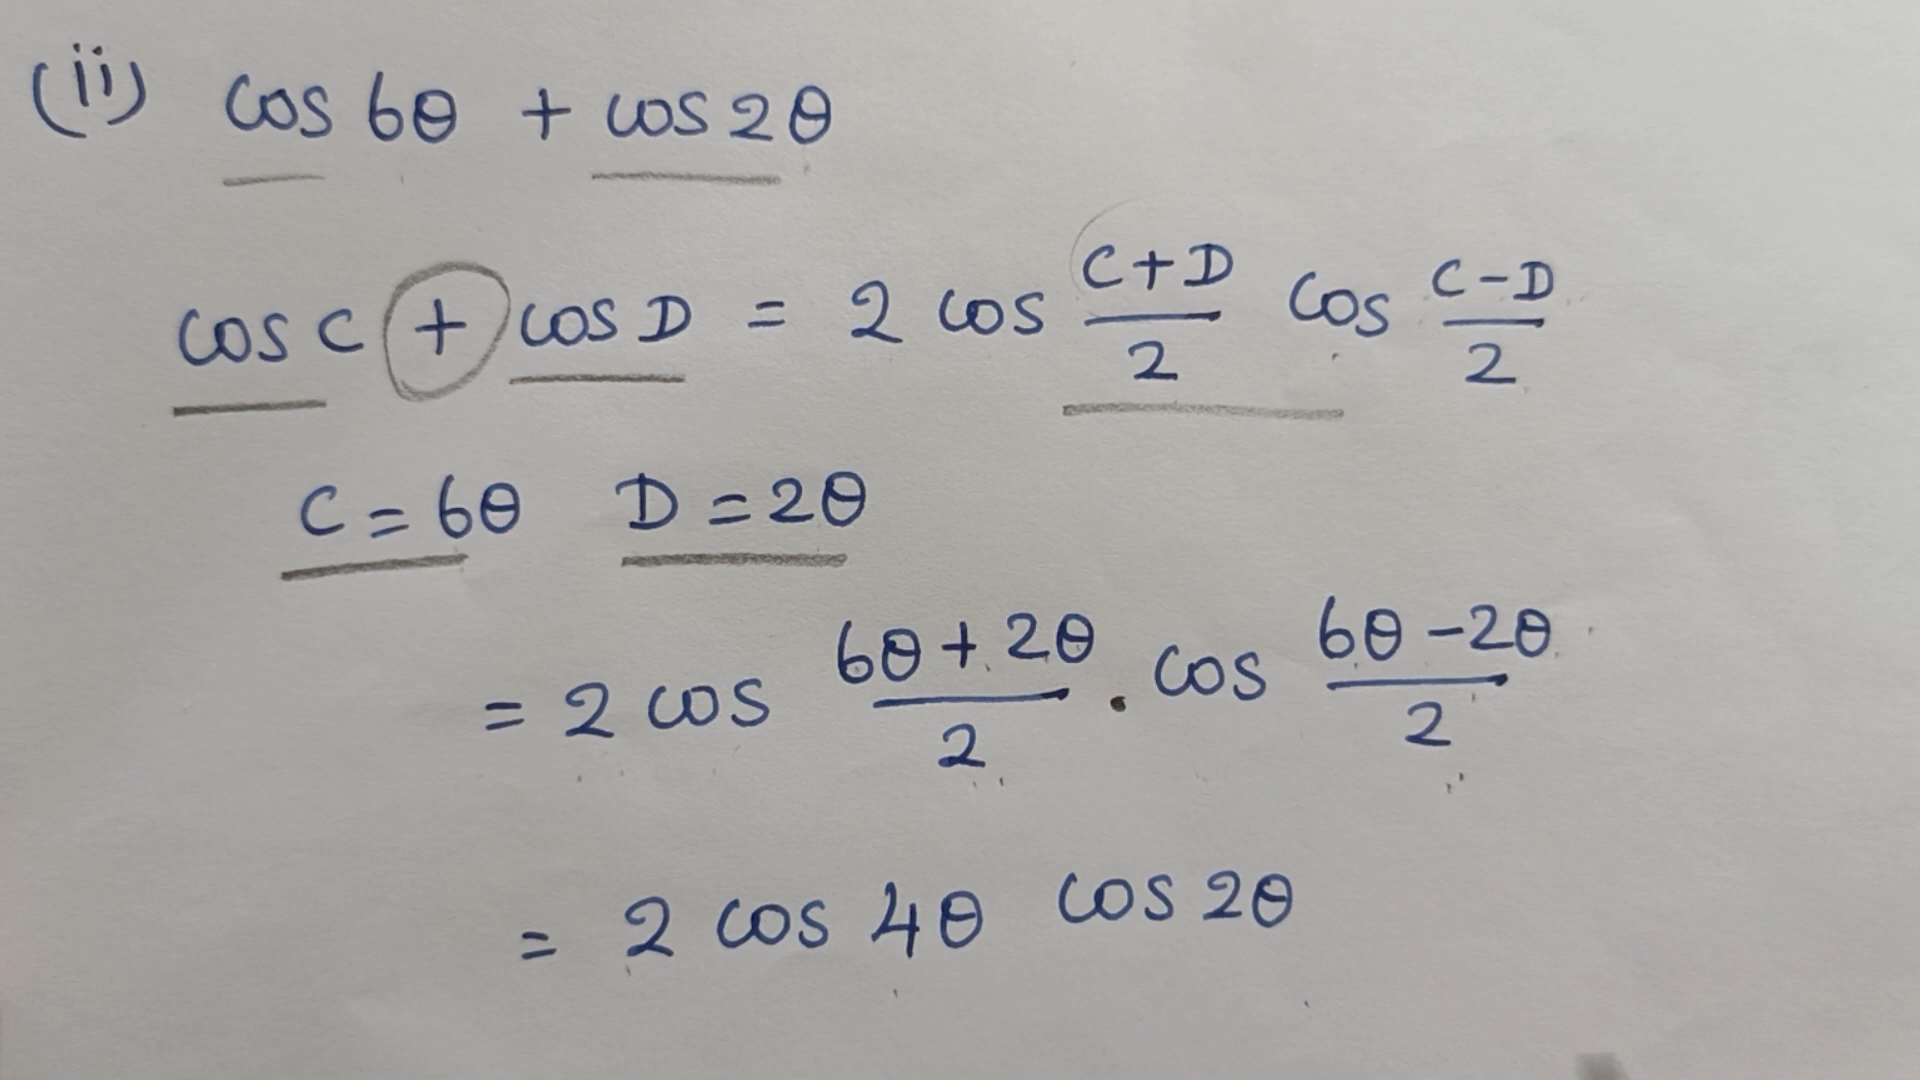 (ii) cos 6θ + cos 2θ
cos C + cos D = 2 cos (C+D)/2 cos (C-D)/2
C = 6θ D = 2θ
= 2 cos (6θ + 2θ)/2 . cos (6θ - 2θ)/2
= 2 cos 4θ cos 2θ